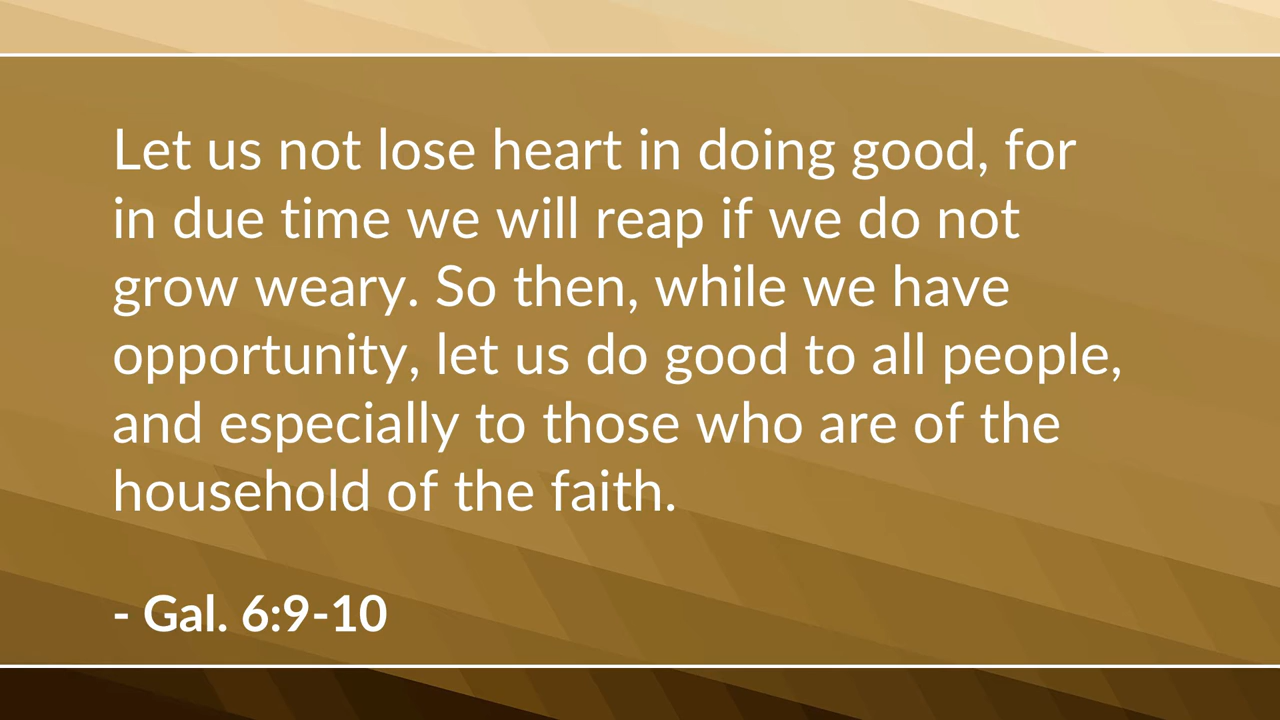 Let us not lose heart in doing good, for
in due time we will reap if we do not
grow weary. So then, while we have
opportunity, let us do good to all people,
and especially to those who are of the
household of the faith.
- Gal. 6:9-10